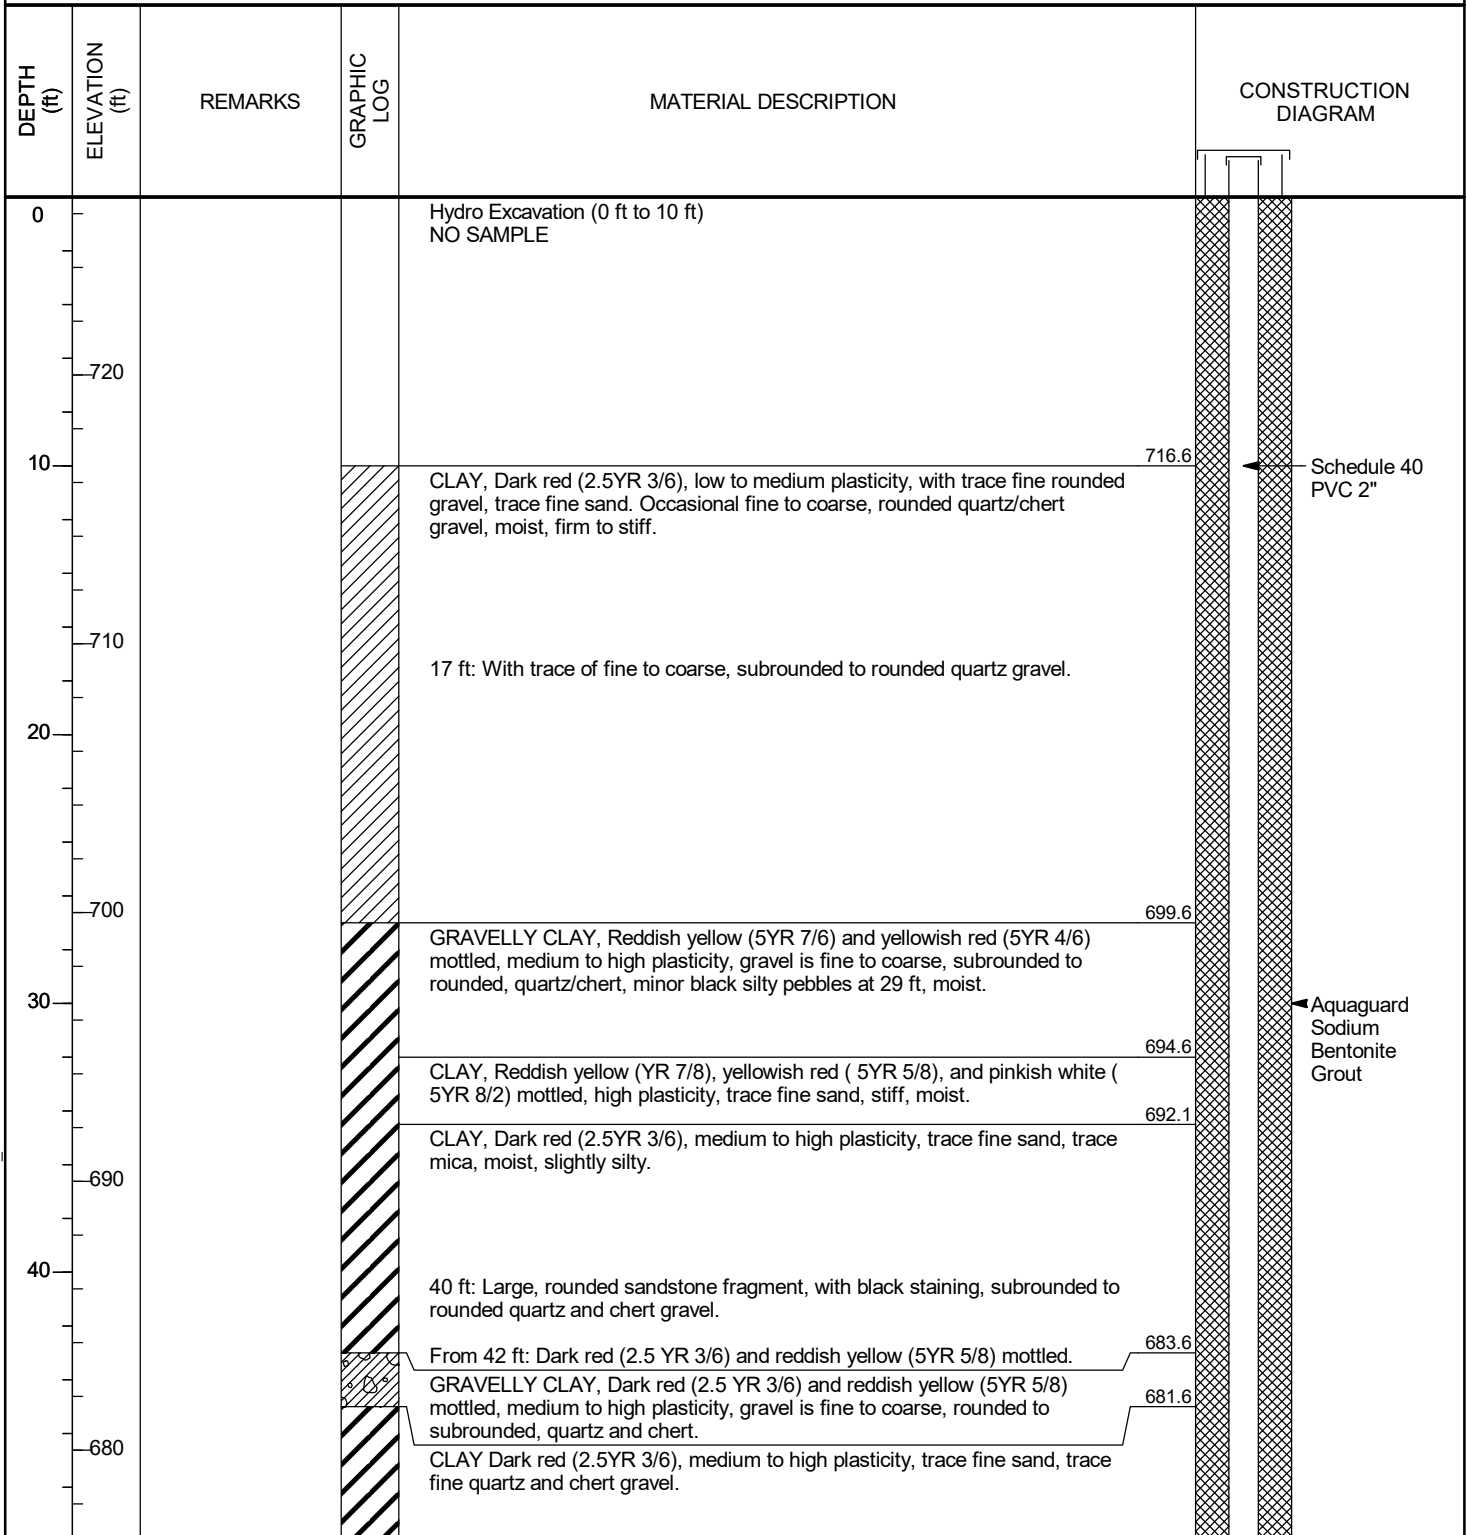 DEPTH
(ft)
ELEVATION
(ft)
REMARKS
GRAPHIC
LOG
MATERIAL DESCRIPTION
CONSTRUCTION
DIAGRAM
0
Hydro Excavation (0 ft to 10 ft)
NO SAMPLE
720
716.6
10
CLAY, Dark red (2.5YR 3/6), low to medium plasticity, with trace fine rounded
gravel, trace fine sand. Occasional fine to coarse, rounded quartz/chert
gravel, moist, firm to stiff.
Schedule 40
PVC 2"
710
17 ft: With trace of fine to coarse, subrounded to rounded quartz gravel.
20
700
699.6
GRAVELLY CLAY, Reddish yellow (5YR 7/6) and yellowish red (5YR 4/6)
mottled, medium to high plasticity, gravel is fine to coarse, subrounded to
rounded, quartz/chert, minor black silty pebbles at 29 ft, moist.
30
Aquaguard
Sodium
Bentonite
Grout
694.6
CLAY, Reddish yellow (YR 7/8), yellowish red ( 5YR 5/8), and pinkish white (
5YR 8/2) mottled, high plasticity, trace fine sand, stiff, moist.
692.1
CLAY, Dark red (2.5YR 3/6), medium to high plasticity, trace fine sand, trace
mica, moist, slightly silty.
690
40
40 ft: Large, rounded sandstone fragment, with black staining, subrounded to
rounded quartz and chert gravel.
683.6
From 42 ft: Dark red (2.5 YR 3/6) and reddish yellow (5YR 5/8) mottled.
GRAVELLY CLAY, Dark red (2.5 YR 3/6) and reddish yellow (5YR 5/8)
mottled, medium to high plasticity, gravel is fine to coarse, rounded to
subrounded, quartz and chert.
681.6
680
CLAY Dark red (2.5YR 3/6), medium to high plasticity, trace fine sand, trace
fine quartz and chert gravel.